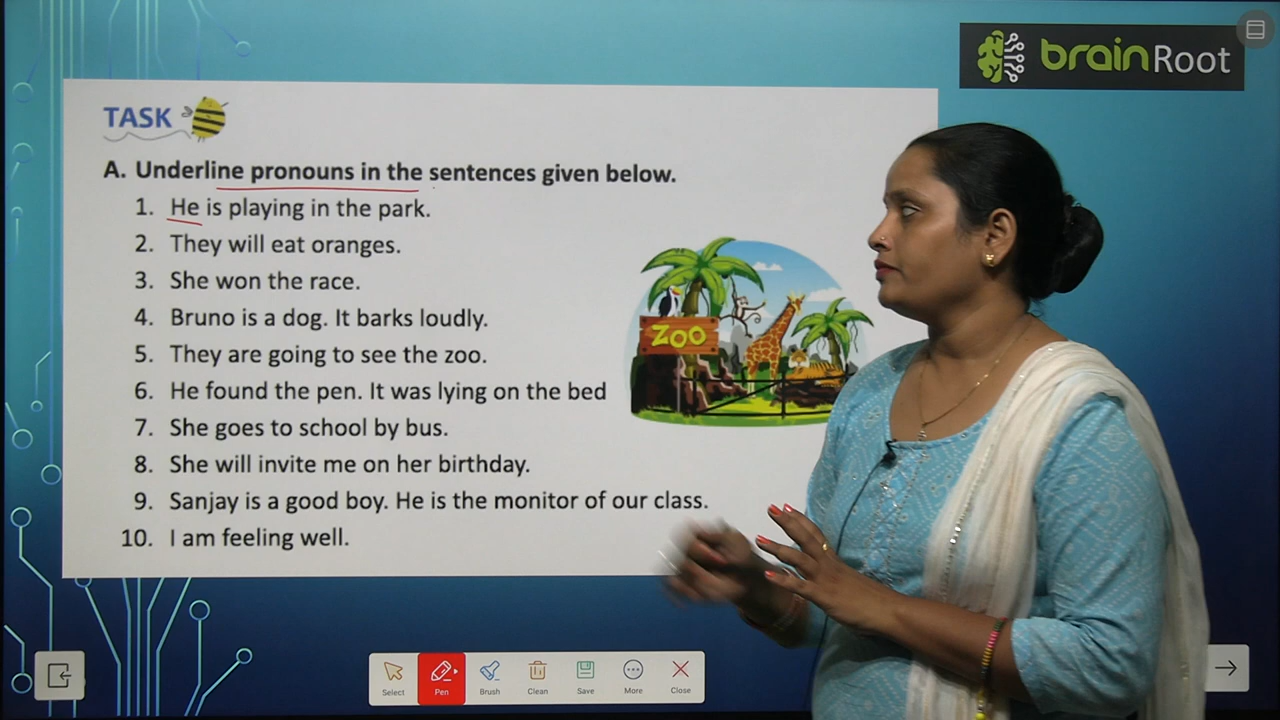 brainRoot
TASK
A. Underline pronouns in the sentences given below.
1. He is playing in the park.
2. They will eat oranges.
3. She won the race.
4. Bruno is a dog. It barks loudly.
5. They are going to see the zoo.
6. He found the pen. It was lying on the bed
7. She goes to school by bus.
8. She will invite me on her birthday.
9. Sanjay is a good boy. He is the monitor of our class.
10. I am feeling well.
ZOO
Select Pen Brush Clean Save More Close